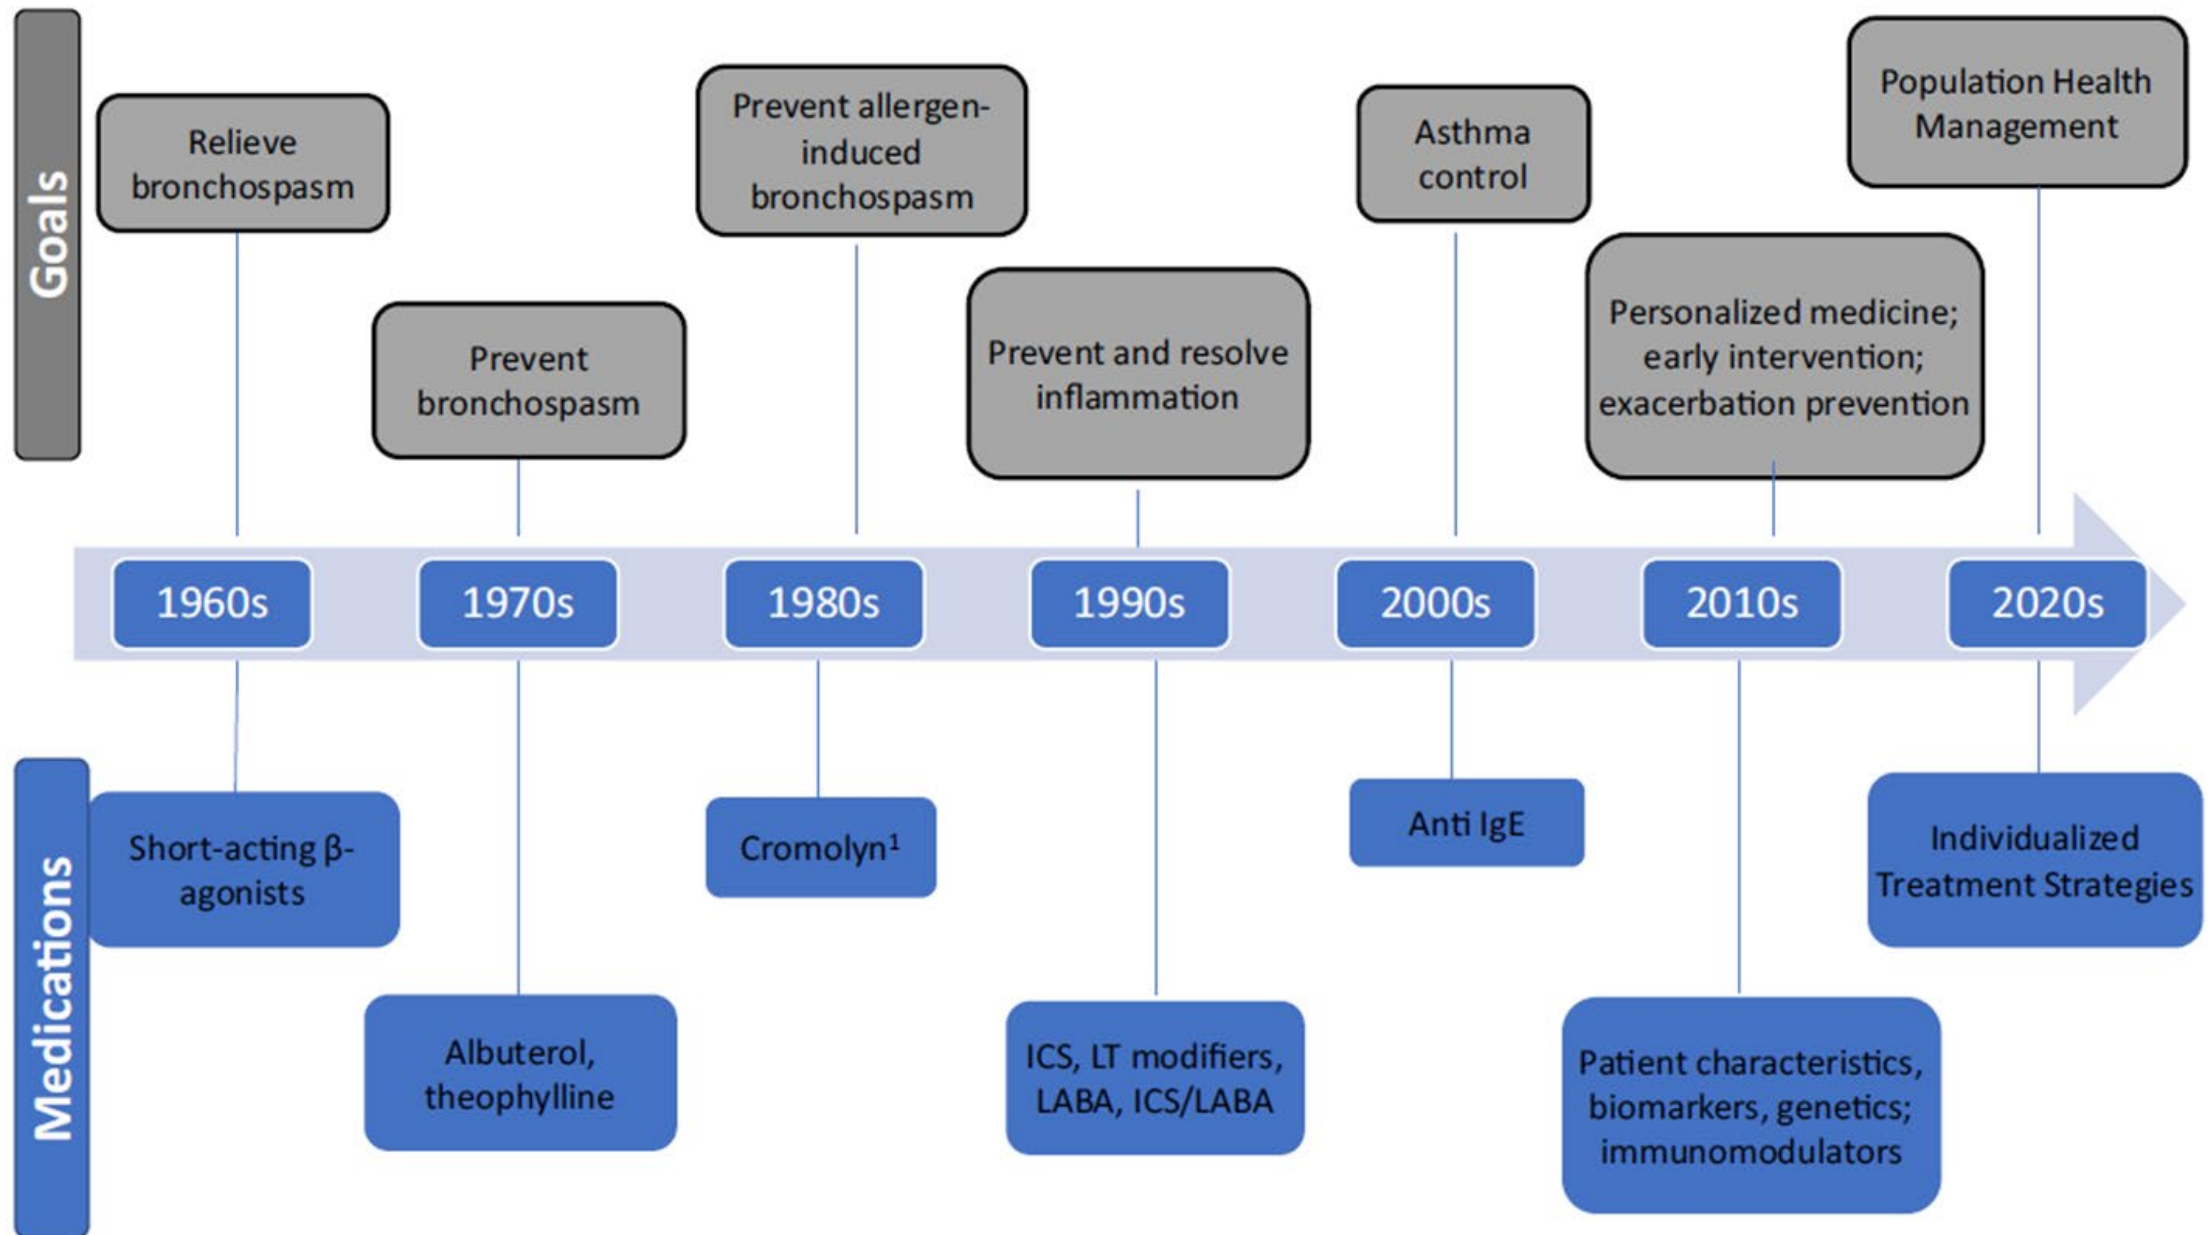 Goals
Relieve
bronchospasm
Prevent
bronchospasm
Prevent allergen-
induced
bronchospasm
Prevent and resolve
inflammation
Asthma
control
Personalized medicine;
early intervention;
exacerbation prevention
Population Health
Management
1960s
1970s
1980s
1990s
2000s
2010s
2020s
Medications
Short-acting β-
agonists
Albuterol,
theophylline
Cromolyn¹
ICS, LT modifiers,
LABA, ICS/LABA
Anti IgE
Patient characteristics,
biomarkers, genetics;
immunomodulators
Individualized
Treatment Strategies